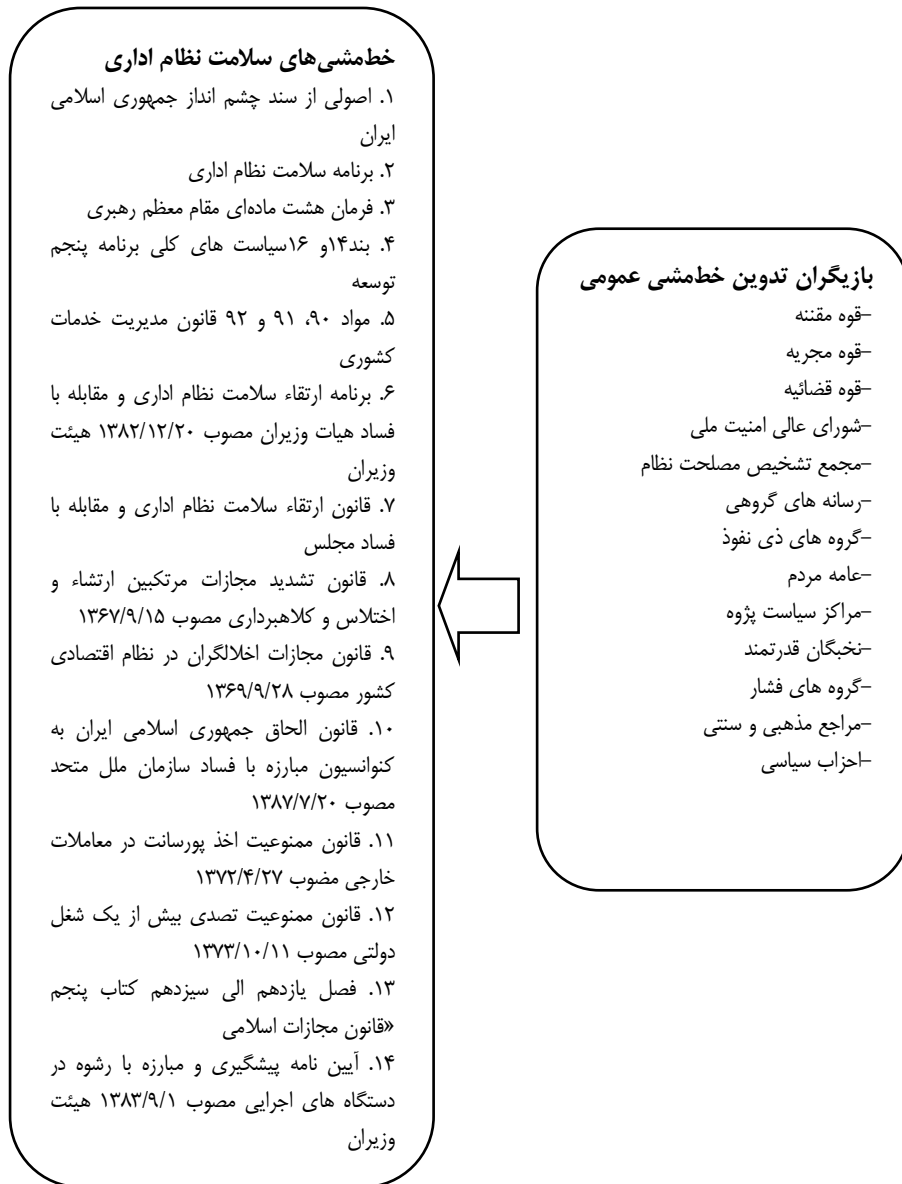 خط‌مشی‌های سلامت نظام اداری
۱. اصولی از سند چشم انداز جمهوری اسلامی
ایران
۲. برنامه سلامت نظام اداری
۳. فرمان هشت ماده‌ای مقام معظم رهبری
۴. بند۱۴و ۱۶سیاست های کلی برنامه پنجم
توسعه
۵. مواد ۹۰، ۹۱ و ۹۲ قانون مدیریت خدمات
کشوری
۶. برنامه ارتقاء سلامت نظام اداری و مقابله با
فساد هیات وزیران مصوب ۱۳۸۲/۱۲/۲۰ هیئت
وزیران
۷. قانون ارتقاء سلامت نظام اداری و مقابله با
فساد مجلس
۸. قانون تشدید مجازات مرتکبین ارتشاء و
اختلاس و کلاهبرداری مصوب ۱۳۶۷/۹/۱۵
۹. قانون مجازات اخلالگران در نظام اقتصادی
کشور مصوب ۱۳۶۹/۹/۲۸
۱۰. قانون الحاق جمهوری اسلامی ایران به
کنوانسیون مبارزه با فساد سازمان ملل متحد
مصوب ۱۳۸۷/۷/۲۰
۱۱. قانون ممنوعیت اخذ پورسانت در معاملات
خارجی مضوب ۱۳۷۲/۴/۲۷
۱۲. قانون ممنوعیت تصدی بیش از یک شغل
دولتی مصوب ۱۳۷۳/۱۰/۱۱
۱۳. فصل یازدهم الی سیزدهم کتاب پنجم
«قانون مجازات اسلامی
۱۴. آیین نامه پیشگیری و مبارزه با رشوه در
دستگاه های اجرایی مصوب ۱۳۸۳/۹/۱ هیئت
وزیران
بازیگران تدوین خط‌مشی عمومی
-قوه مقننه
-قوه مجریه
-قوه قضائیه
-شورای عالی امنیت ملی
-مجمع تشخیص مصلحت نظام
-رسانه های گروهی
-گروه های ذی نفوذ
-عامه مردم
-مراکز سیاست پژوه
-نخبگان قدرتمند
-گروه های فشار
-مراجع مذهبی و سنتی
-احزاب سیاسی